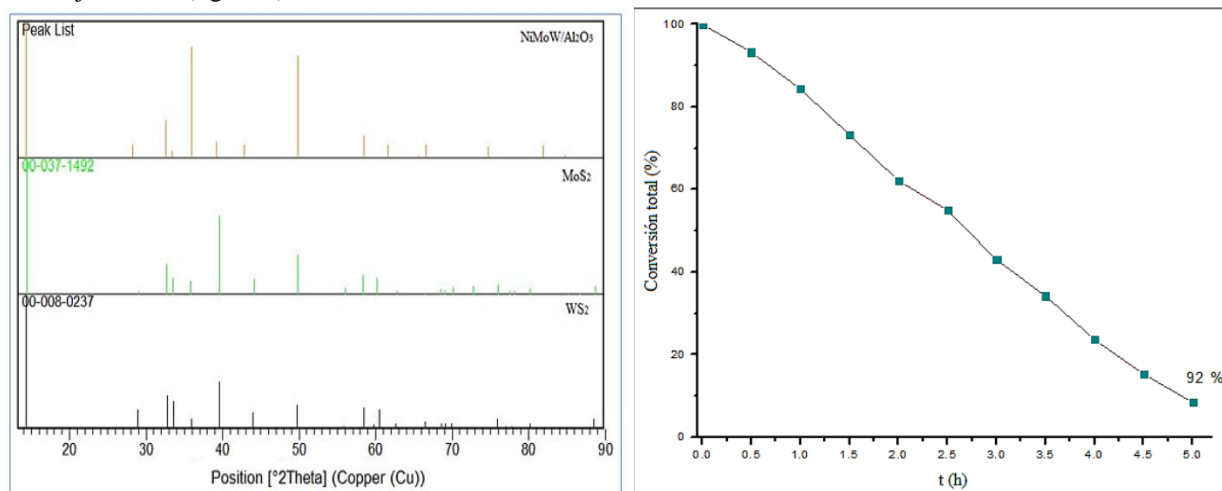 Peak List
NiMoW/Al2O3
00-037-1492
MoS2
00-008-0237
WS2
20 30 40 50 60 70 80 90
Position [°2Theta] (Copper (Cu))
Conversión total (%)
100
80
60
40
20
0
92 %
0.0 0.5 1.0 1.5 2.0 2.5 3.0 3.5 4.0 4.5 5.0
t (h)